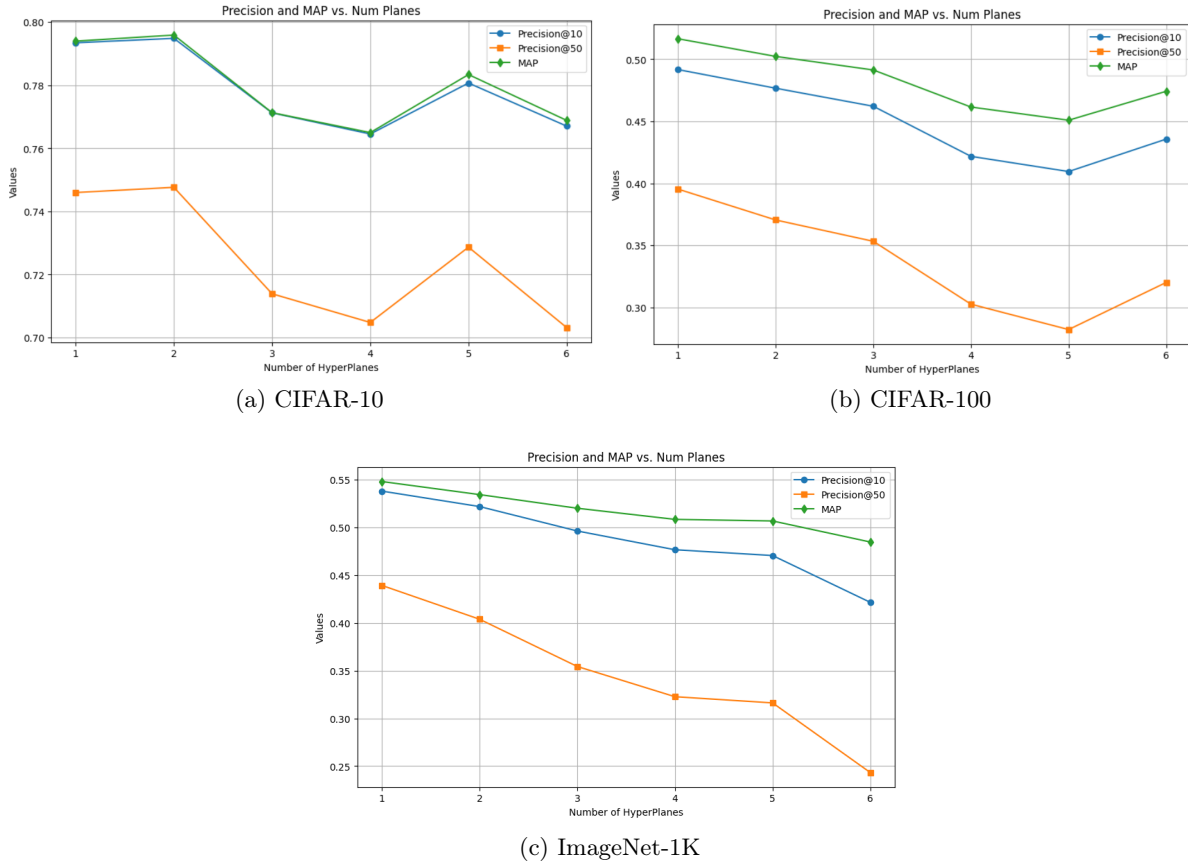 Precision and MAP vs. Num Planes
0.80
0.78
0.76
0.74
0.72
0.70
Values
Precision@10
Precision@50
MAP
1 2 3 4 5 6
Number of HyperPlanes
(a) CIFAR-10
Precision and MAP vs. Num Planes
0.50
0.45
0.40
0.35
0.30
Values
Precision@10
Precision@50
MAP
1 2 3 4 5 6
Number of HyperPlanes
(b) CIFAR-100
Precision and MAP vs. Num Planes
0.55
0.50
0.45
0.40
0.35
0.30
0.25
Values
Precision@10
Precision@50
MAP
1 2 3 4 5 6
Number of HyperPlanes
(c) ImageNet-1K